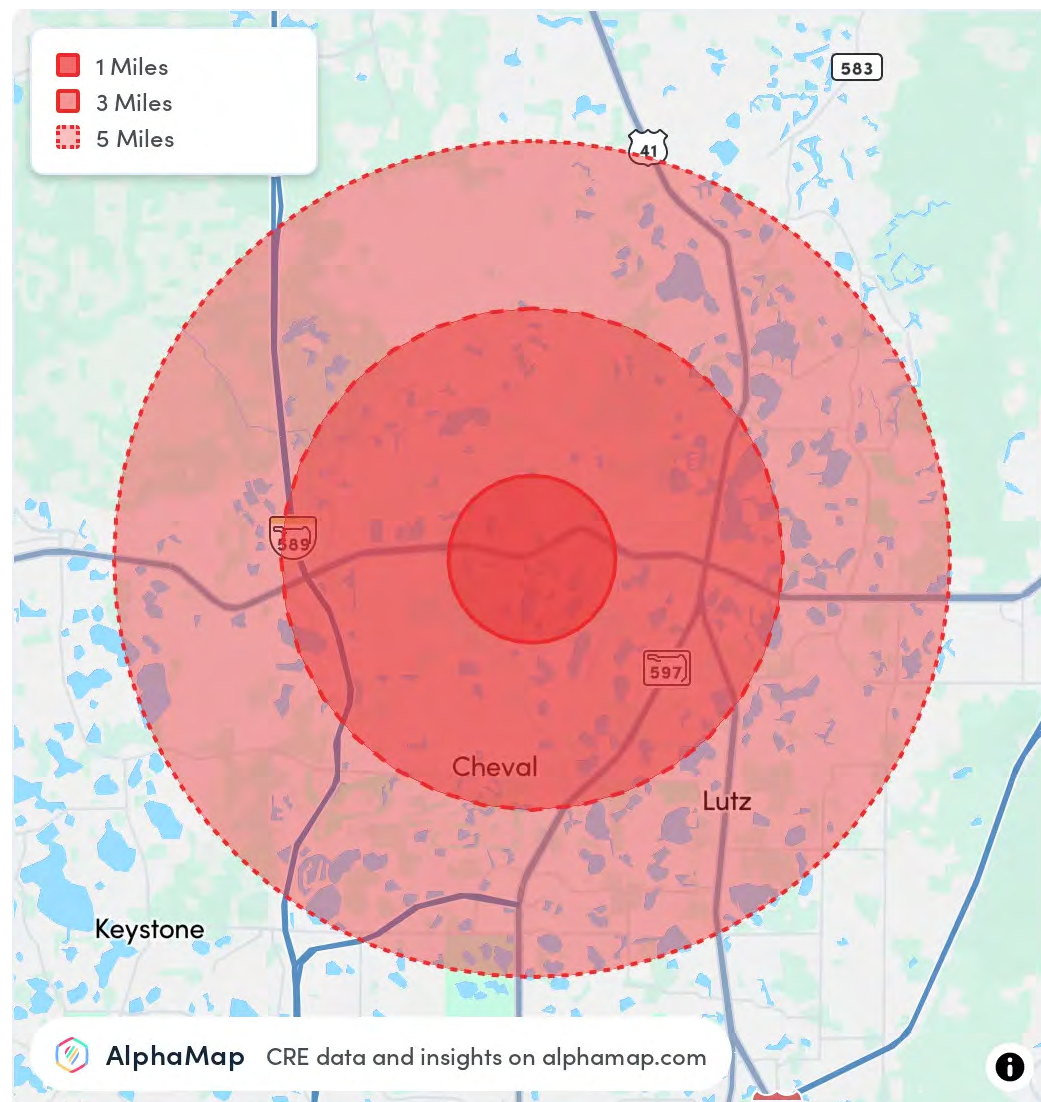 1 Miles
3 Miles
5 Miles
583
41
589
597
Cheval
Lutz
Keystone
AlphaMap CRE data and insights on alphamap.com